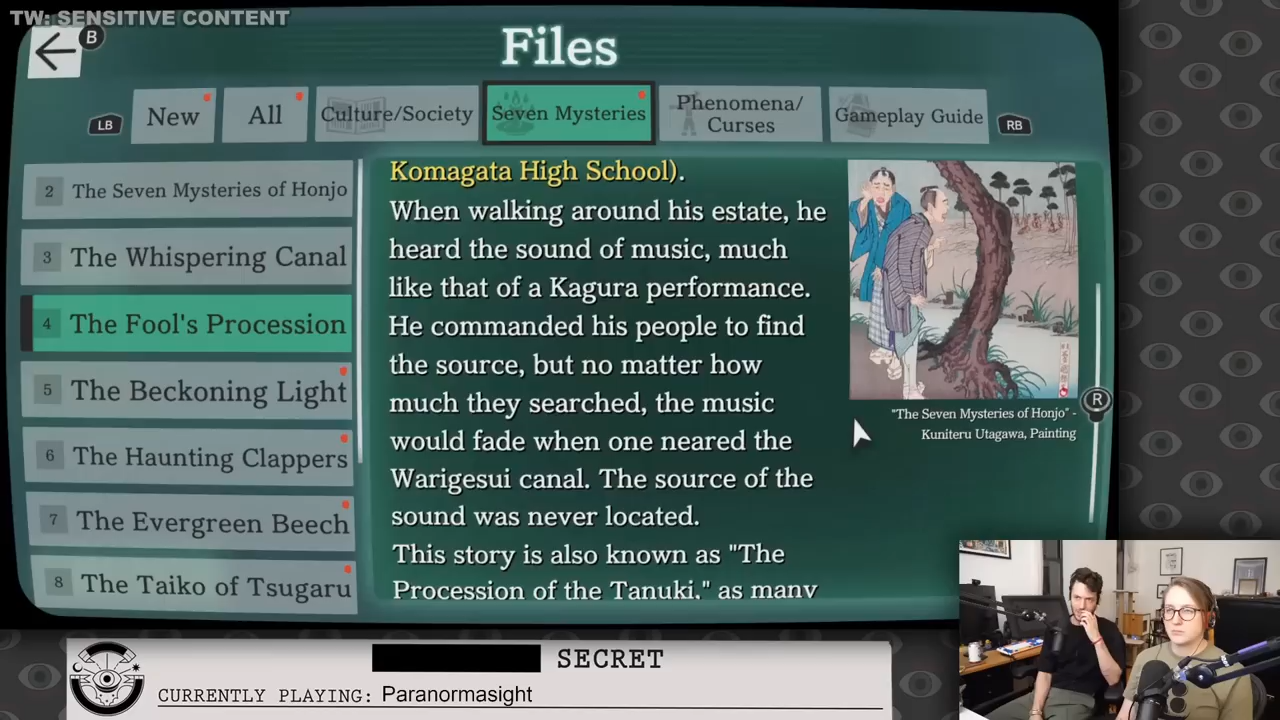 TW: SENSITIVE CONTENT
B
Files
LB
New
All
Culture/Society
Seven Mysteries
Phenomena/
Curses
Gameplay Guide
RB
2 The Seven Mysteries of Honjo
3 The Whispering Canal
4 The Fool's Procession
5 The Beckoning Light
6 The Haunting Clappers
7 The Evergreen Beech
8 The Taiko of Tsugaru
Komagata High School).
When walking around his estate, he
heard the sound of music, much
like that of a Kagura performance.
He commanded his people to find
the source, but no matter how
much they searched, the music
would fade when one neared the
Warigesui canal. The source of the
sound was never located.
This story is also known as "The
Procession of the Tanuki." as many
"The Seven Mysteries of Honjo" -
Kuniteru Utagawa, Painting
R
SECRET
CURRENTLY PLAYING: Paranormasight